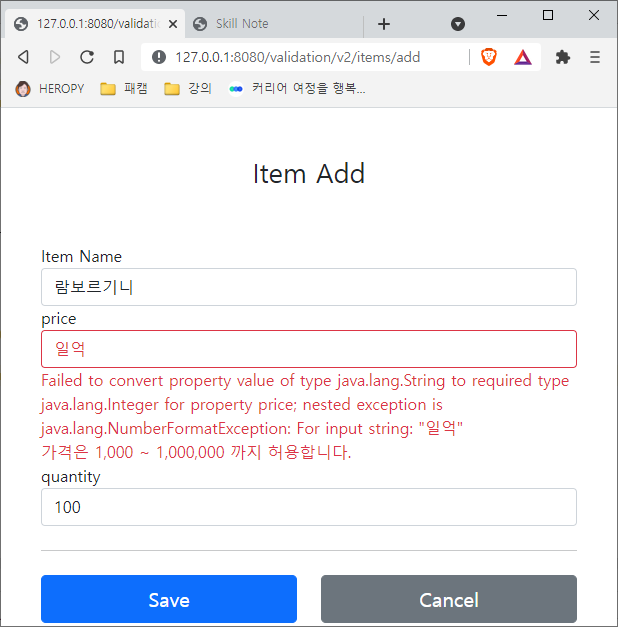 127.0.0.1:8080/validatio
Skill Note
127.0.0.1:8080/validation/v2/items/add
HEROPY
패캠
강의
커리어 여정을 행복...
Item Add
Item Name
람보르기니
price
일억
Failed to convert property value of type java.lang.String to required type
java.lang.Integer for property price; nested exception is
java.lang.NumberFormatException: For input string: "일억"
가격은 1,000 ~ 1,000,000 까지 허용합니다.
quantity
100
Save
Cancel